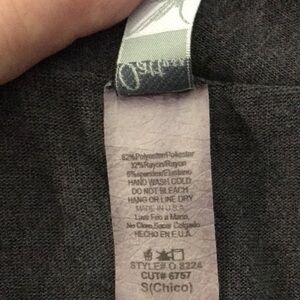 62%Polyester/Poliester
32%Rayon/Rayon
6%spandex/Elastano
HAND WASH COLD
DO NOT BLEACH
HANG OR LINE DRY
MADE IN U.S.A.
Lave Feo a Mano,
No Clore, Secar Colgado
HECHO EN E.U.A.
STYLE# O 8224
CUT# 6757
S(Chico)